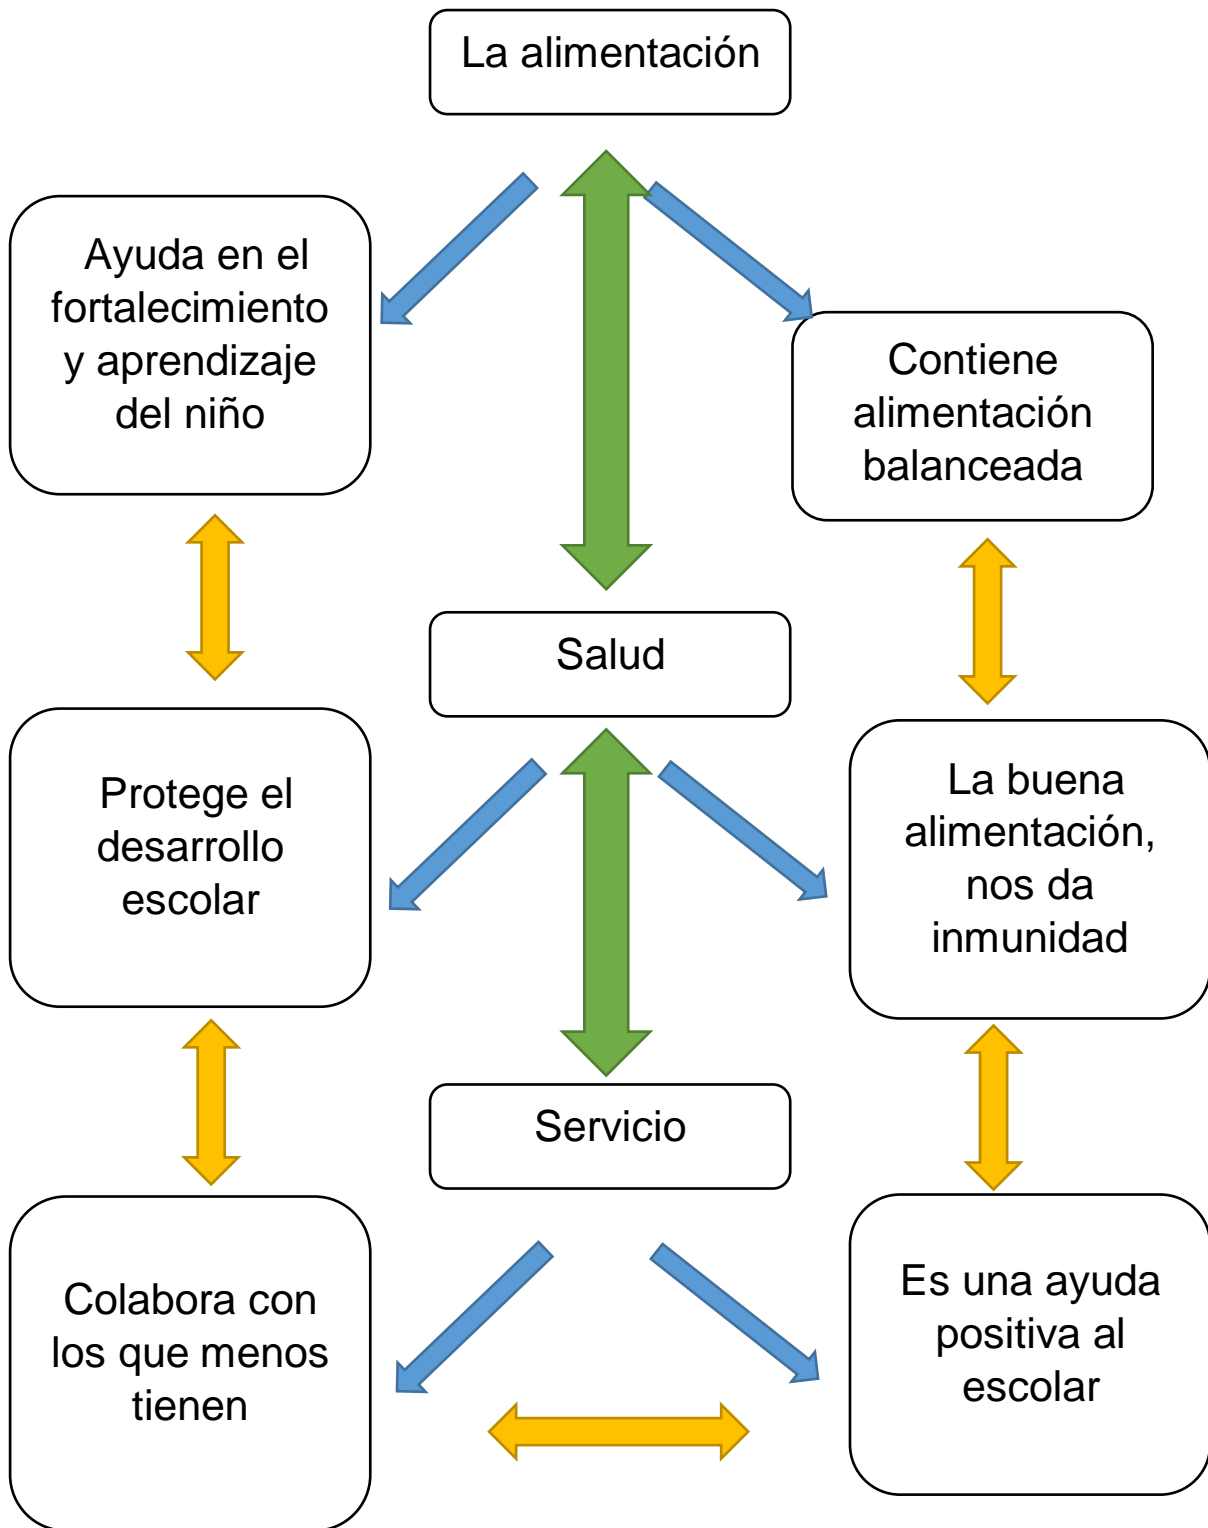 La alimentación
Ayuda en el
fortalecimiento
y aprendizaje
del niño
Contiene
alimentación
balanceada
Salud
Protege el
desarrollo
escolar
La buena
alimentación,
nos da
inmunidad
Servicio
Colabora con
los que menos
tienen
Es una ayuda
positiva al
escolar